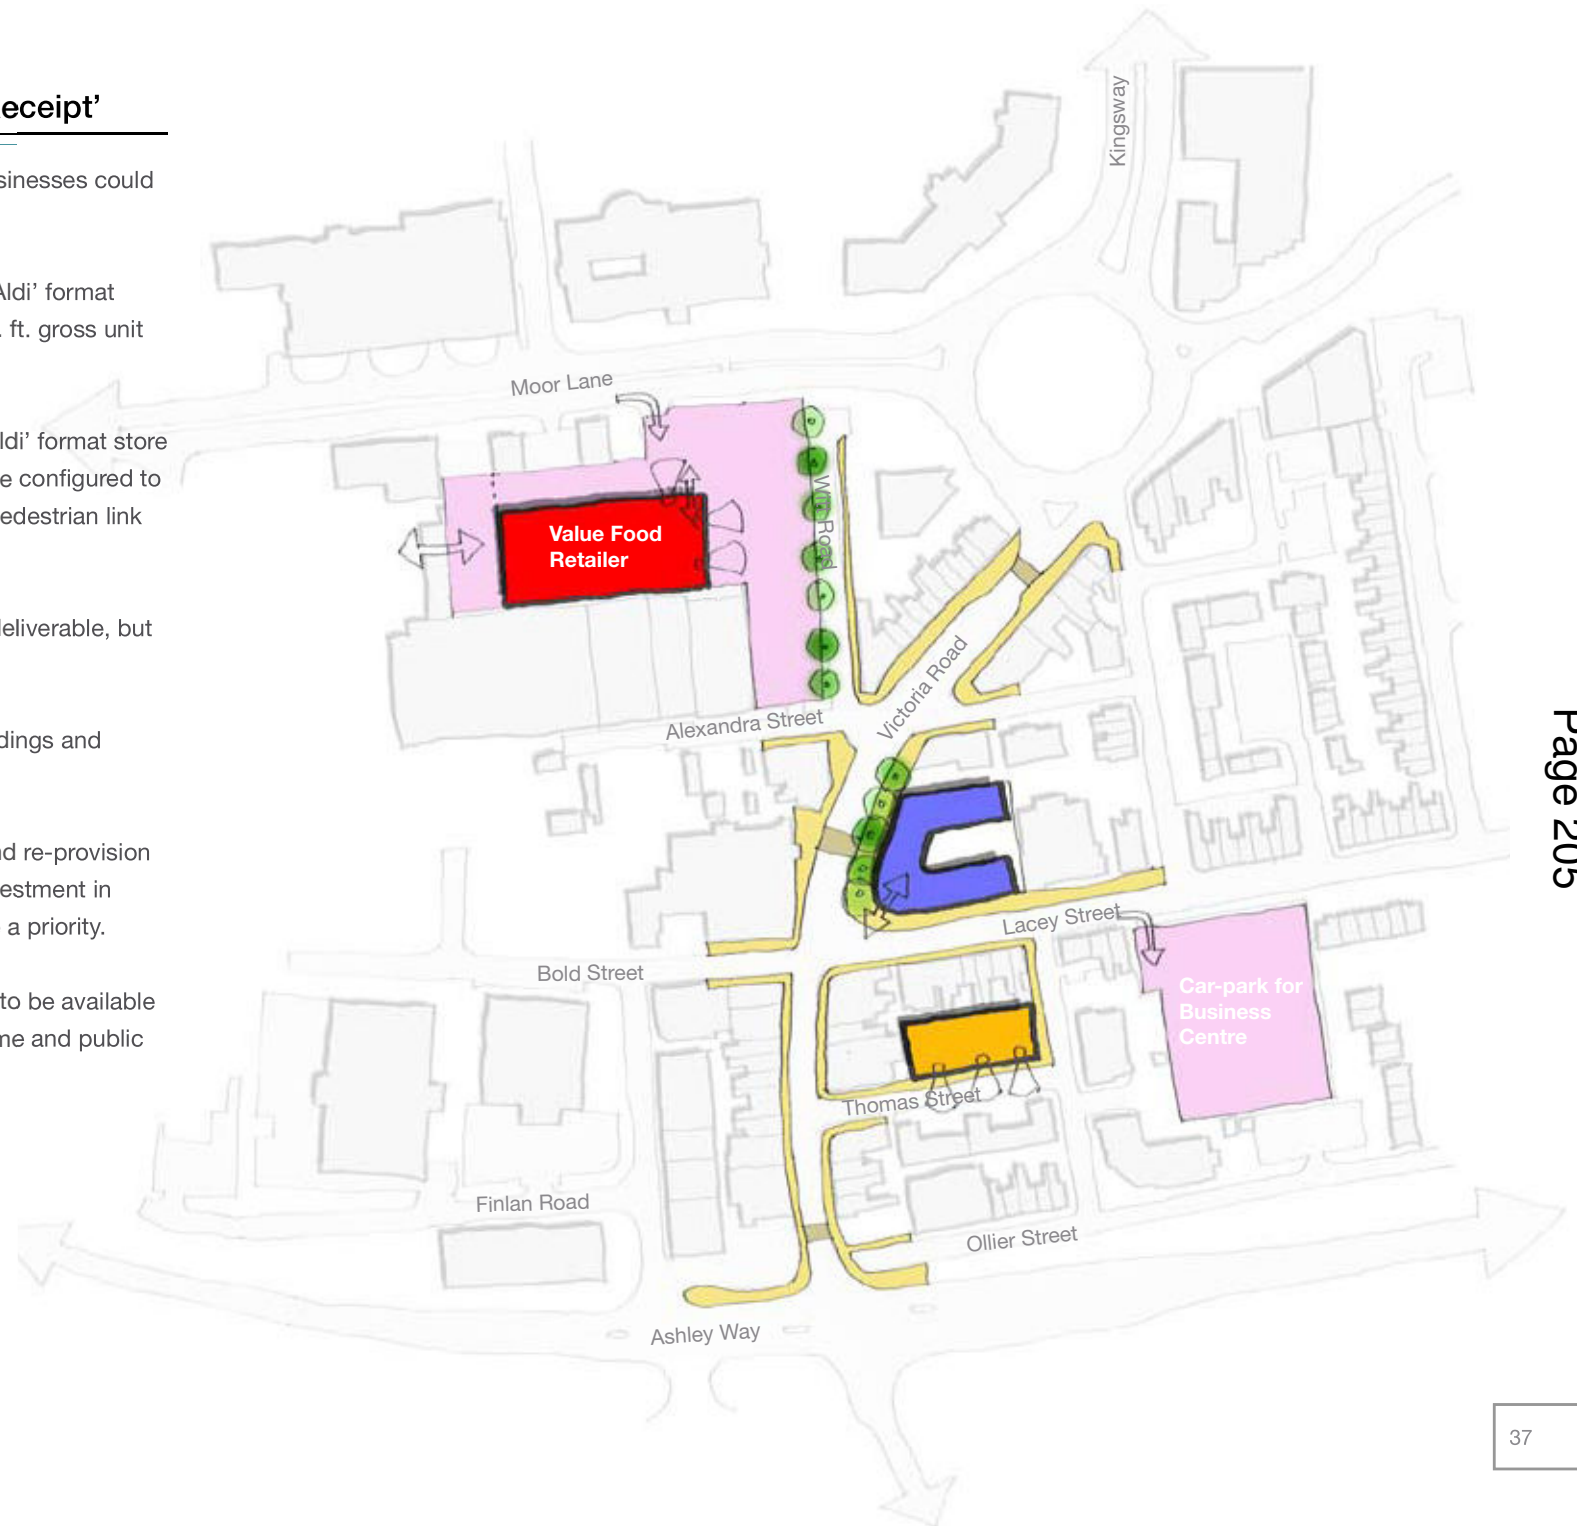 eceipt’
sinesses could
Aldi’ format
. ft. gross unit
ldi’ format store
e configured to
edestrian link
deliverable, but
dings and
nd re-provision
estment in
a priority.
to be available
me and public
Kingsway
Moor Lane
Value Food
Retailer
Road
Victoria Road
Alexandra Street
Lacey Street
Bold Street
Car-park for
Business
Centre
Thomas Street
Finlan Road
Ollier Street
Ashley Way
Page 205
37